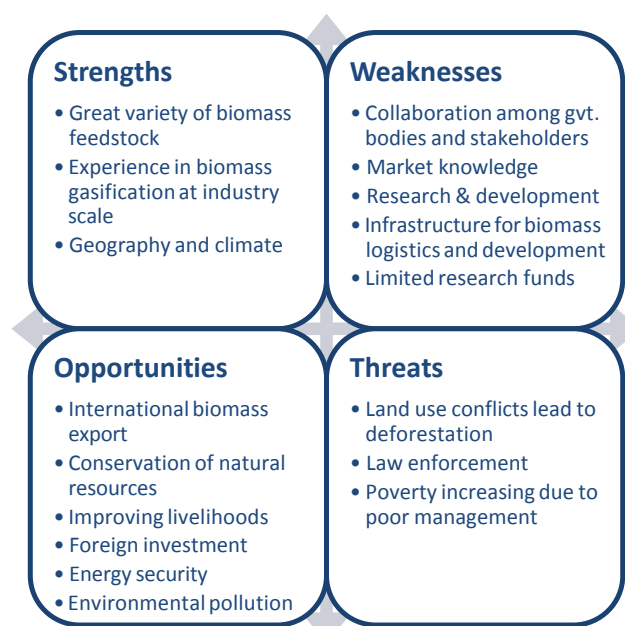 Strengths
• Great variety of biomass
feedstock
• Experience in biomass
gasification at industry
scale
• Geography and climate
Weaknesses
• Collaboration among gvt.
bodies and stakeholders
• Market knowledge
• Research & development
• Infrastructure for biomass
logistics and development
• Limited research funds
Opportunities
• International biomass
export
• Conservation of natural
resources
• Improving livelihoods
• Foreign investment
• Energy security
• Environmental pollution
Threats
• Land use conflicts lead to
deforestation
• Law enforcement
• Poverty increasing due to
poor management